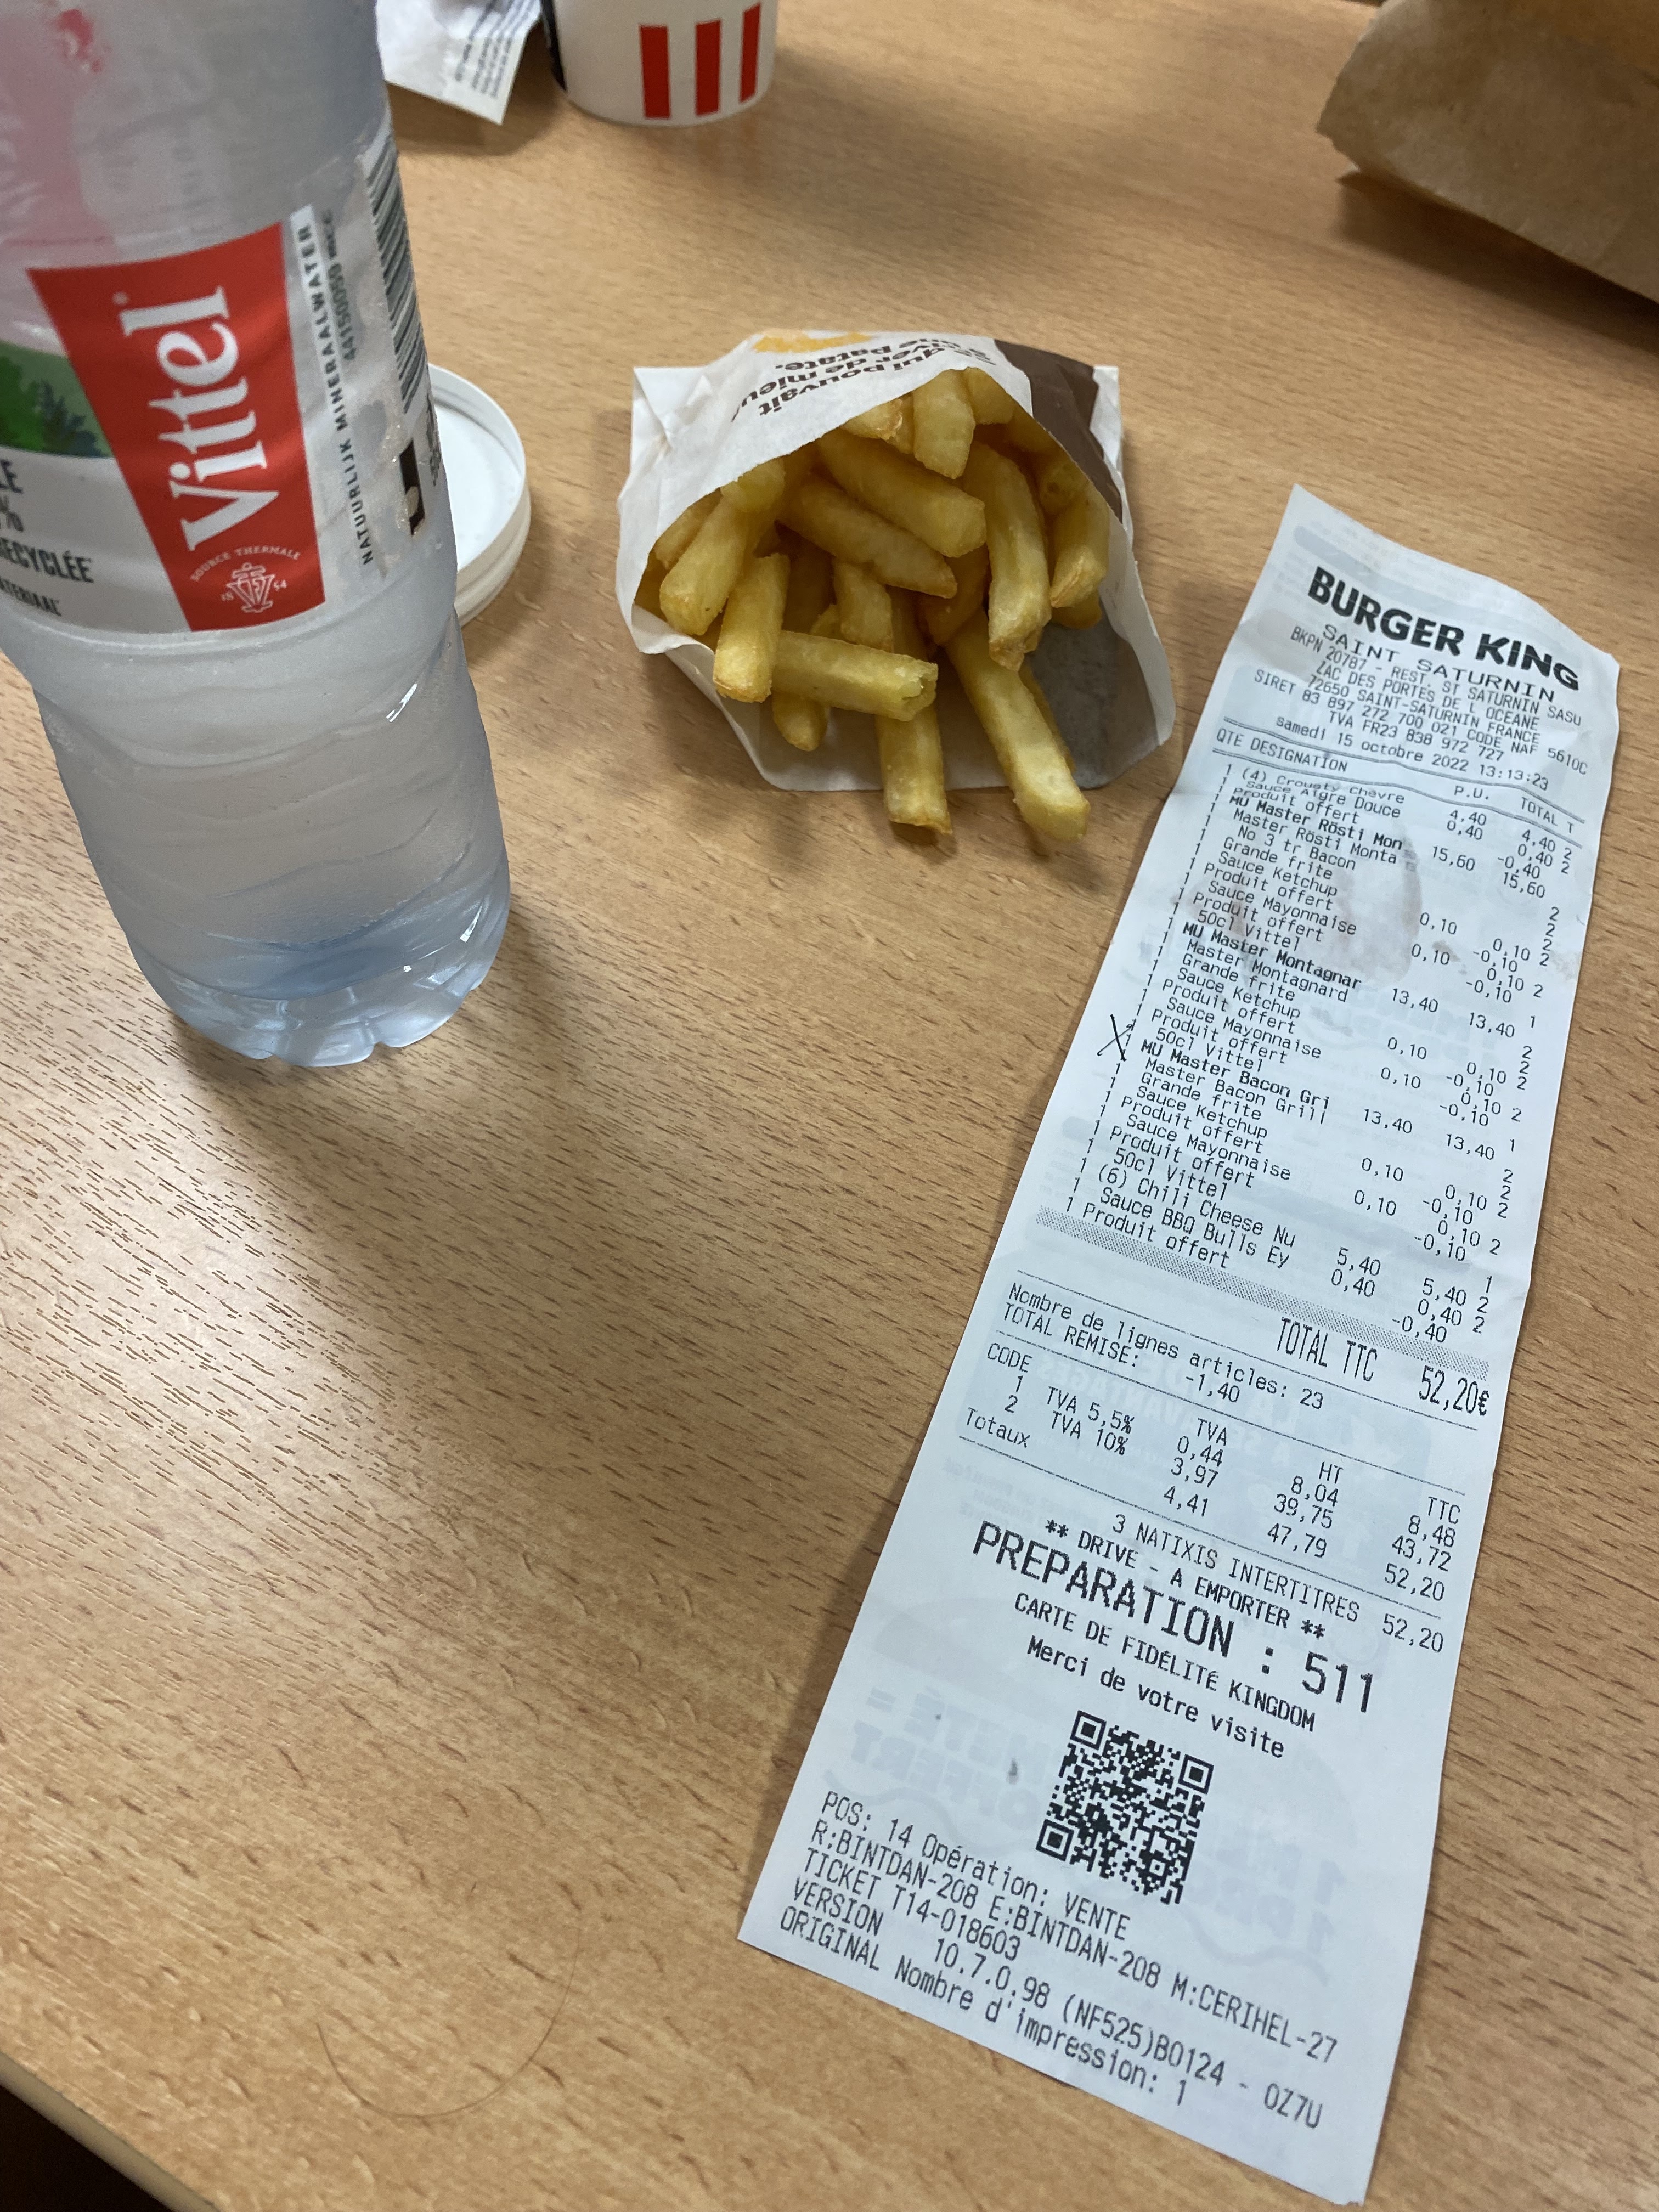 Vittel
SOURCE THERMALE
18 54
NATUURLIJK MINERAALWATER
RECYCLÉE
qui pouvait
de mieux
une patate.
BURGER KING
SAINT SATURNIN
BKPN 20787 - REST. ST SATURNIN SASU
ZAC DES PORTES DE L OCEANE
72650 SAINT-SATURNIN FRANCE
SIRET 83 897 272 700 021 CODE NAF 5610C
TVA FR23 838 972 727
samedi 15 octobre 2022 13:13:23
QTE DESIGNATION P.U. TOTAL T
1 (4) Crousty Chèvre 4,40 4,40 2
1 Sauce Aigre Douce 0,40 0,40 2
1 Produit offert -0,40 2
1 MU Master Rösti Mon 15,60 15,60
1 Master Rösti Monta 2
1 No 3 tr Bacon
1 Grande frite 2
1 Sauce Ketchup 0,10 0,10 2
1 Produit offert -0,10
1 Sauce Mayonnaise 0,10 0,10 2
1 Produit offert -0,10
1 50cl Vittel 1
1 MU Master Montagnar 13,40 13,40
1 Master Montagnard 2
1 Grande frite 2
1 Sauce Ketchup 0,10 0,10 2
1 Produit offert -0,10
1 Sauce Mayonnaise 0,10 0,10 2
1 Produit offert -0,10
1 50cl Vittel 1
1 MU Master Bacon Gri 13,40 13,40
1 Master Bacon Grill 2
1 Grande frite 2
1 Sauce Ketchup 0,10 0,10 2
1 Produit offert -0,10
1 Sauce Mayonnaise 0,10 0,10 2
1 Produit offert -0,10
1 50cl Vittel 1
1 (6) Chili Cheese Nu 5,40 5,40 2
1 Sauce BBQ Bulls Ey 0,40 0,40 2
1 Produit offert -0,40
TOTAL TTC 52,20€
Nombre de lignes articles: 23
TOTAL REMISE: -1,40
CODE TVA HT TTC
1 TVA 5,5% 0,44 8,04 8,48
2 TVA 10% 3,97 39,75 43,72
Totaux 4,41 47,79 52,20
3 NATIXIS INTERTITRES 52,20
** DRIVE - A EMPORTER **
PREPARATION : 511
CARTE DE FIDÉLITÉ KINGDOM
Merci de votre visite
POS: 14 Opération: VENTE
R:BINTDAN-208 E:BINTDAN-208 M:CERIHEL-27
TICKET T14-018603
VERSION 10.7.0.98 (NF525)B0124 - OZ7U
ORIGINAL Nombre d'impression: 1